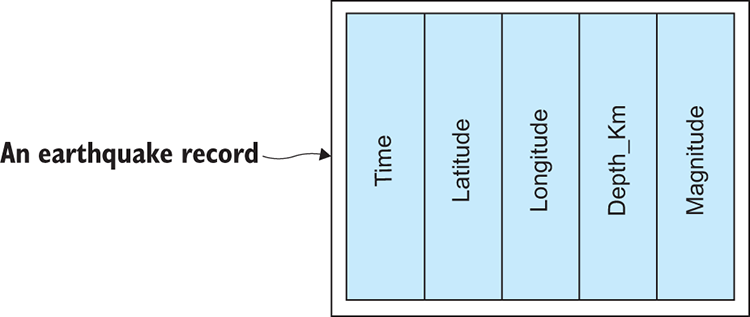 An earthquake record
Time
Latitude
Longitude
Depth_Km
Magnitude